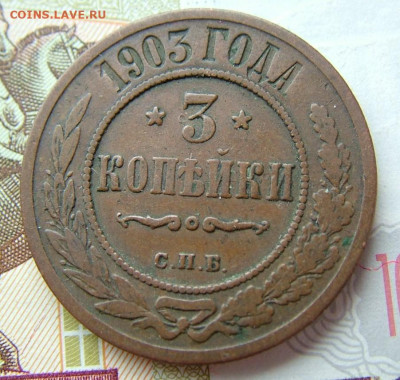 COINS.LAVE.RU
1903 ГОДА
3
КОПѢЙКИ
С.П.Б.